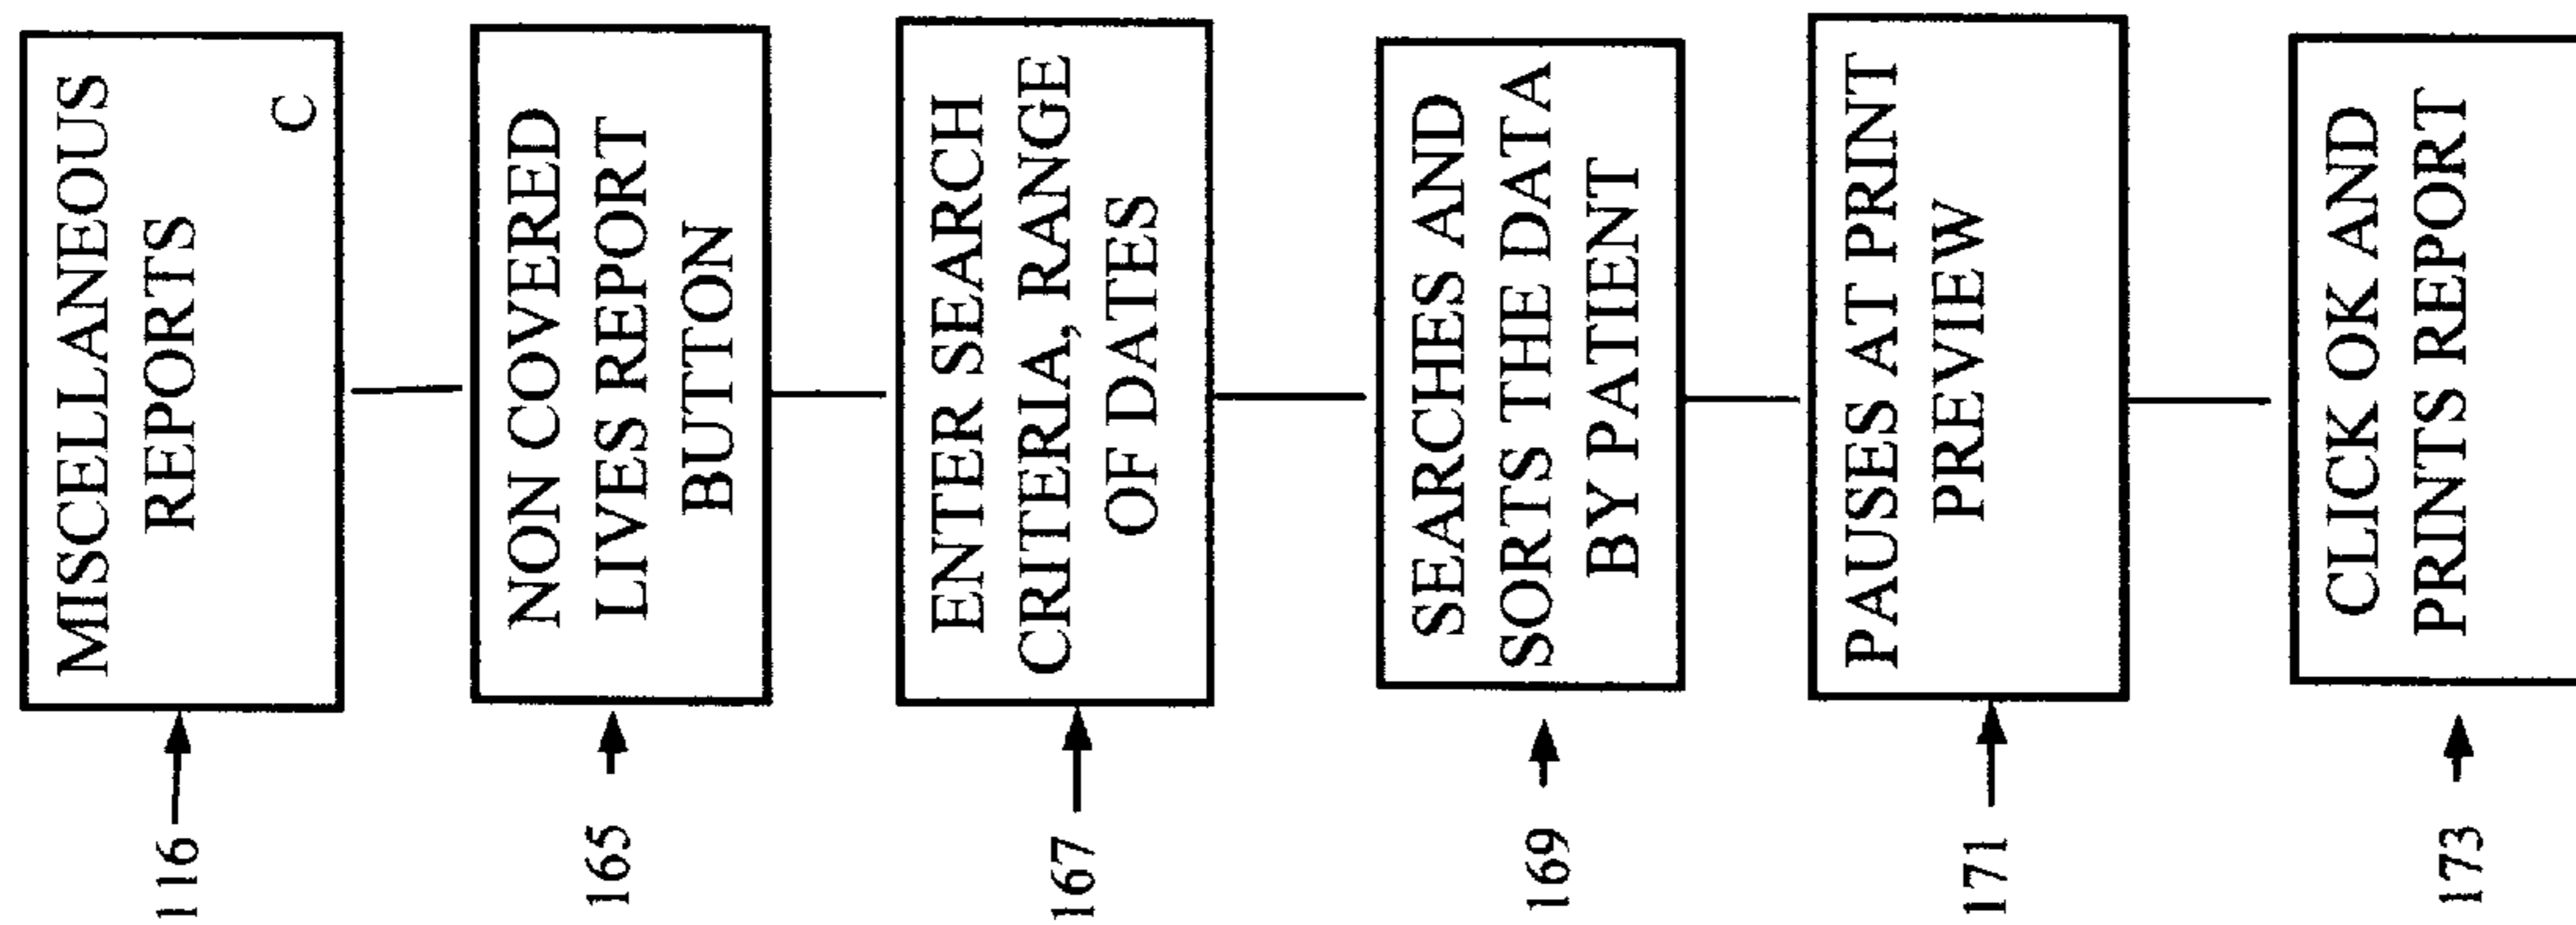 MISCELLANEOUS
REPORTS
C
116
NON COVERED
LIVES REPORT
BUTTON
165
ENTER SEARCH
CRITERIA, RANGE
OF DATES
167
SEARCHES AND
SORTS THE DATA
BY PATIENT
169
PAUSES AT PRINT
PREVIEW
171
CLICK OK AND
PRINTS REPORT
173